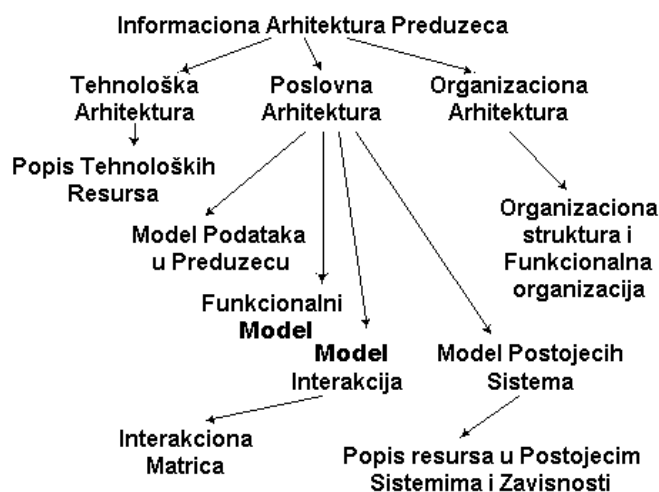 Informaciona Arhitektura Preduzeca
Tehnološka
Arhitektura
Poslovna
Arhitektura
Organizaciona
Arhitektura
Popis Tehnoloških
Resursa
Model Podataka
u Preduzecu
Organizaciona
struktura i
Funkcionalna
organizacija
Funkcionalni
Model
Model
Interakcija
Model Postojecih
Sistema
Interakciona
Matrica
Popis resursa u Postojecim
Sistemima i Zavisnosti